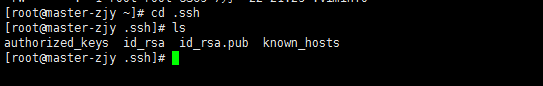 [root@master-zjy ~]# cd .ssh
[root@master-zjy .ssh]# ls
authorized_keys  id_rsa  id_rsa.pub  known_hosts
[root@master-zjy .ssh]#